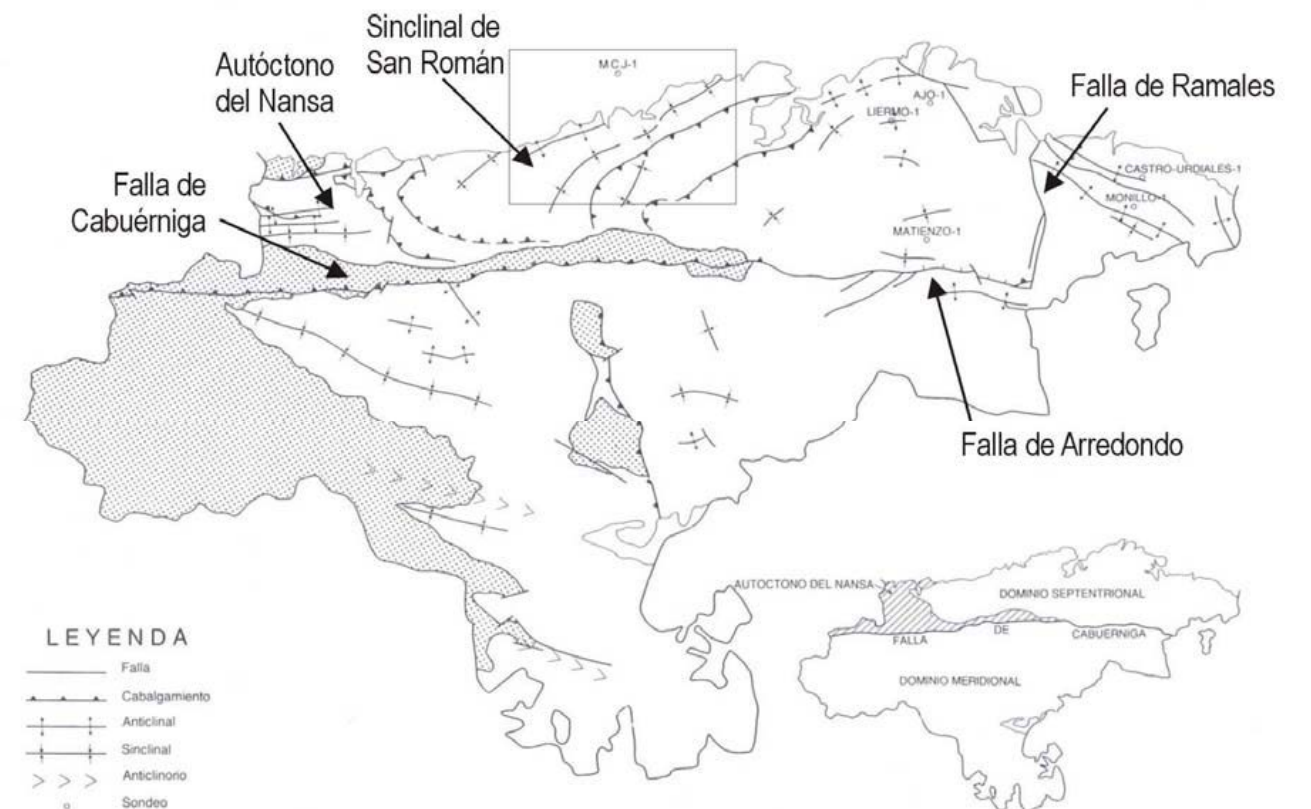 Sinclinal de
San Román
Autóctono
del Nansa
M.C.J-1
Falla de Ramales
AJO-1
LIERMO-1
CASTRO-URDIALES-1
MONILLO-1
Falla de
Cabuérniga
MATIENZO-1
Falla de Arredondo
AUTOCTONO DEL NANSA
DOMINIO SEPTENTRIONAL
FALLA
DE
CABUERNIGA
DOMINIO MERIDIONAL
LEYENDA
Falla
Cabalgamiento
Anticlinal
Sinclinal
Anticlinorio
Sondeo